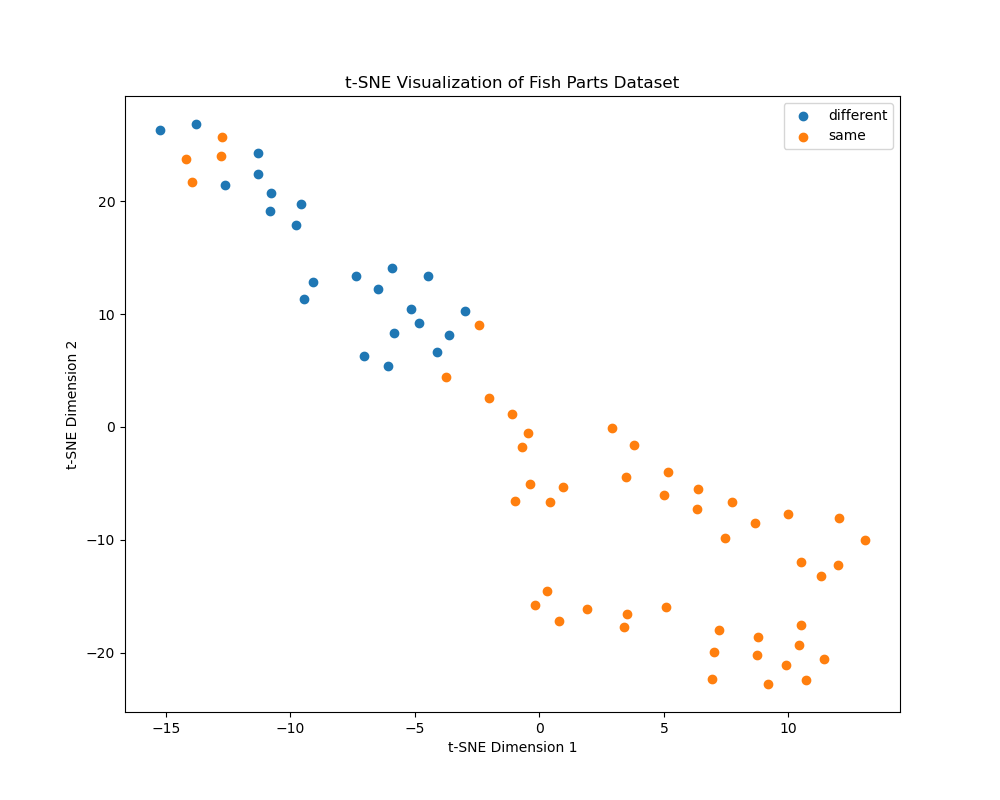 t-SNE Visualization of Fish Parts Dataset
different
same
20
10
0
−10
−20
t-SNE Dimension 2
−15
−10
−5
0
5
10
t-SNE Dimension 1